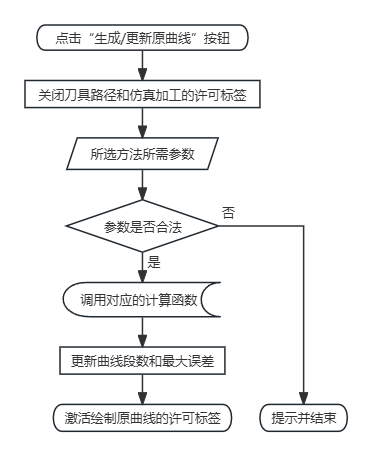 点击“生成/更新原曲线”按钮
关闭刀具路径和仿真加工的许可标签
所选方法所需参数
参数是否合法
否
是
调用对应的计算函数
更新曲线段数和最大误差
激活绘制原曲线的许可标签
提示并结束